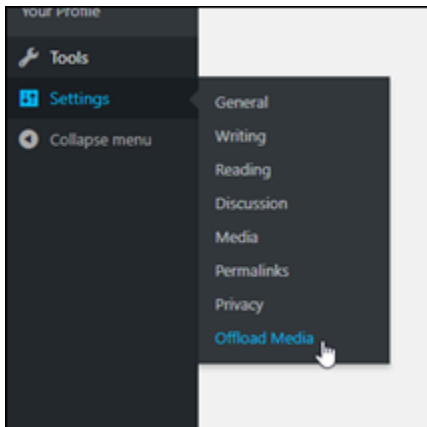 Your Profile
Tools
Settings
General
Collapse menu
Writing
Reading
Discussion
Media
Permalinks
Privacy
Offload Media